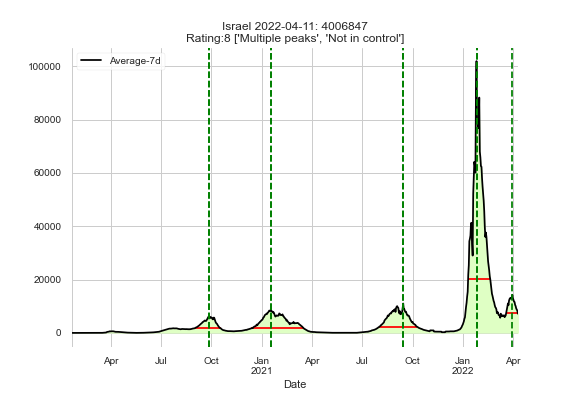 Israel 2022-04-11: 4006847
Rating:8 ['Multiple peaks', 'Not in control']
Average-7d
100000
80000
60000
40000
20000
0
Apr Jul Oct Jan Apr Jul Oct Jan Apr
2021 2022
Date